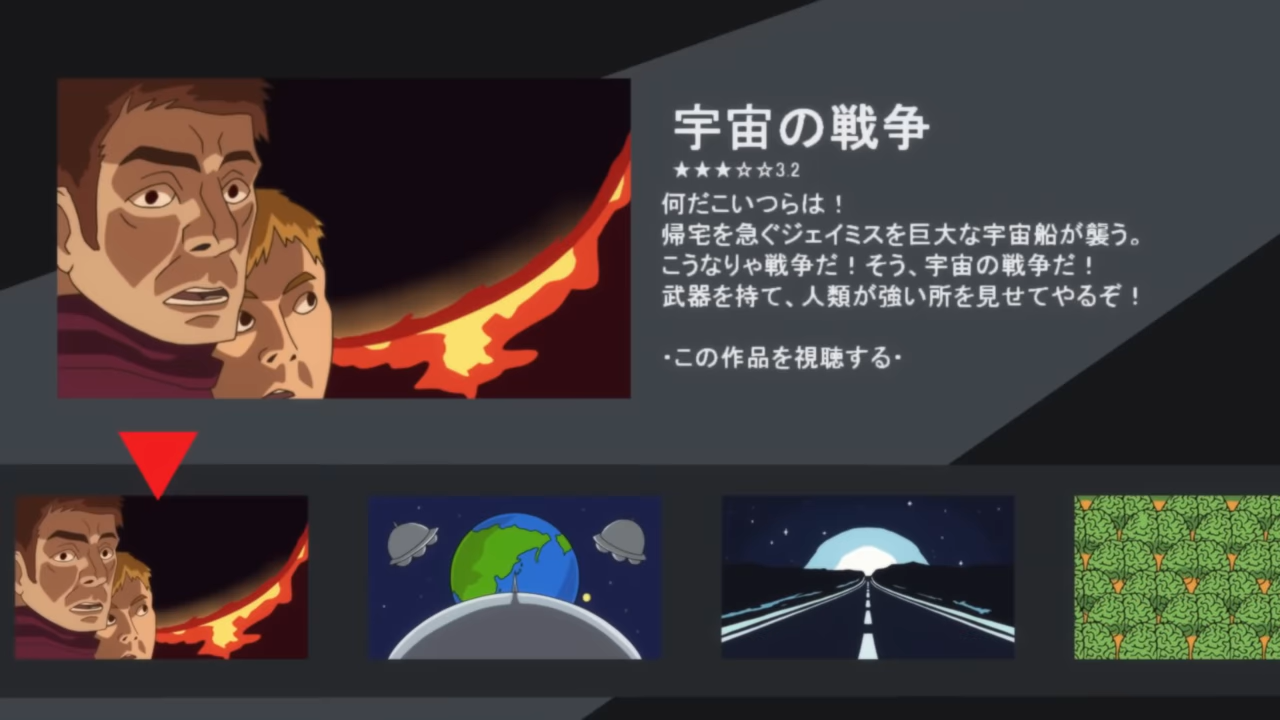 宇宙の戦争
★★★☆☆3.2
何だこいつらは！
帰宅を急ぐジェイミスを巨大な宇宙船が襲う。
こうなりゃ戦争だ！そう、宇宙の戦争だ！
武器を持て、人類が強い所を見せてやるぞ！
・この作品を視聴する・